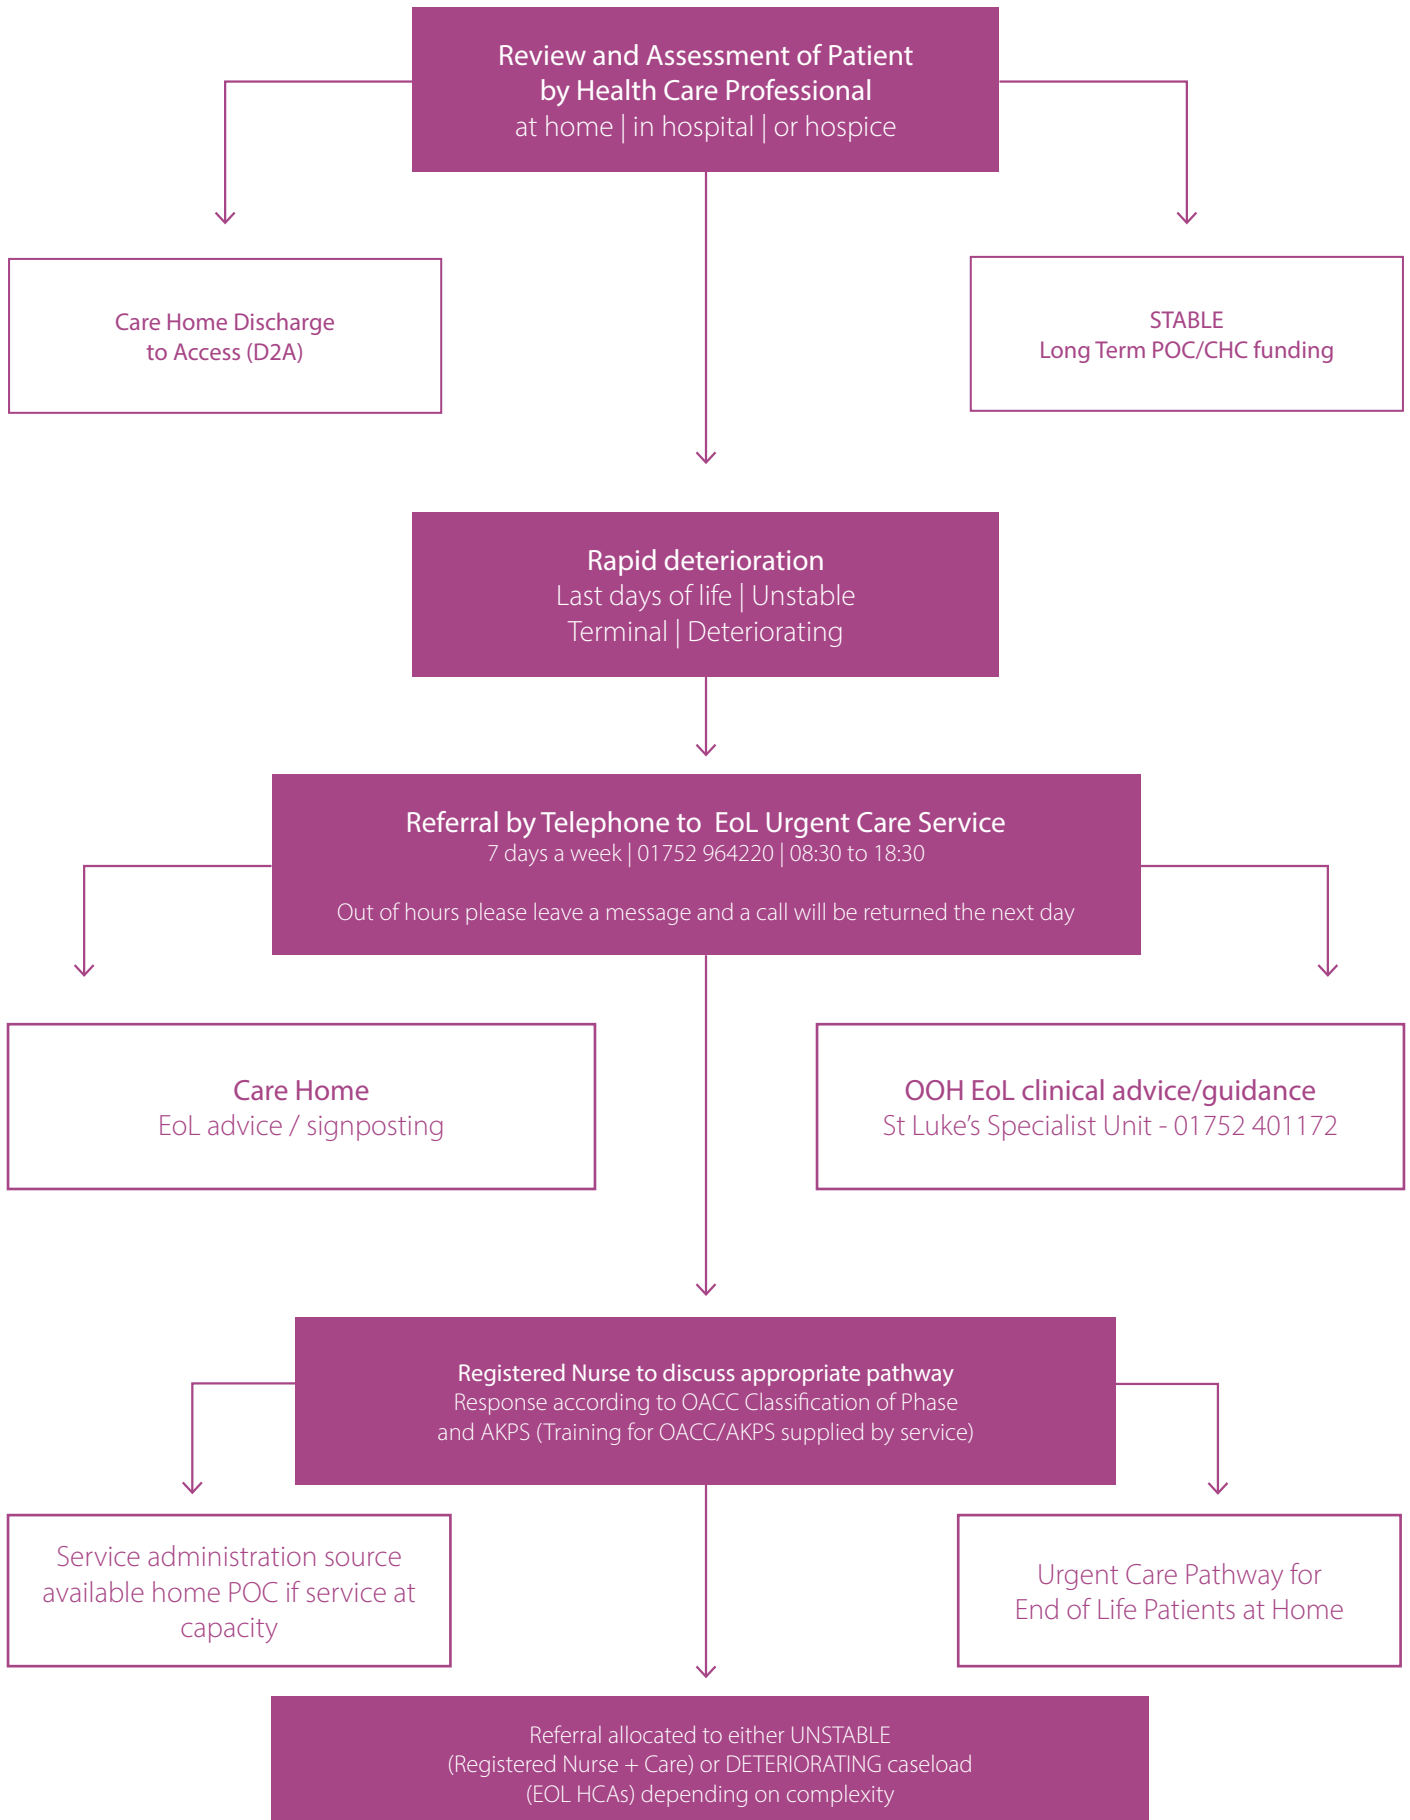 Review and Assessment of Patient
by Health Care Professional
at home | in hospital | or hospice
Care Home Discharge
to Access (D2A)
STABLE
Long Term POC/CHC funding
Rapid deterioration
Last days of life | Unstable
Terminal | Deteriorating
Referral by Telephone to EoL Urgent Care Service
7 days a week | 01752 964220 | 08:30 to 18:30
Out of hours please leave a message and a call will be returned the next day
Care Home
EoL advice / signposting
OOH EoL clinical advice/guidance
St Luke’s Specialist Unit - 01752 401172
Registered Nurse to discuss appropriate pathway
Response according to OACC Classification of Phase
and AKPS (Training for OACC/AKPS supplied by service)
Service administration source
available home POC if service at
capacity
Urgent Care Pathway for
End of Life Patients at Home
Referral allocated to either UNSTABLE
(Registered Nurse + Care) or DETERIORATING caseload
(EOL HCAs) depending on complexity